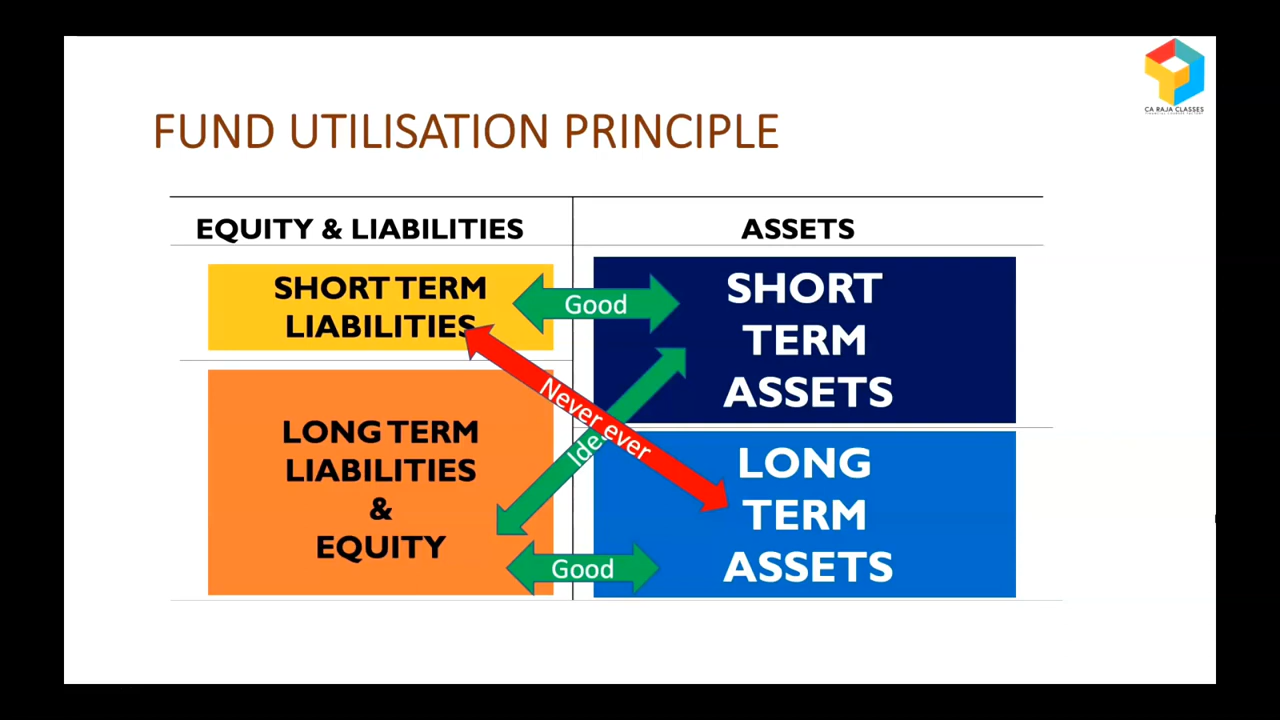 CA RAJA CLASSES
FUND UTILISATION PRINCIPLE
EQUITY & LIABILITIES
ASSETS
SHORT TERM
LIABILITIES
Good
SHORT
TERM
ASSETS
Never ever
LONG TERM
LIABILITIES
&
EQUITY
Good
LONG
TERM
ASSETS